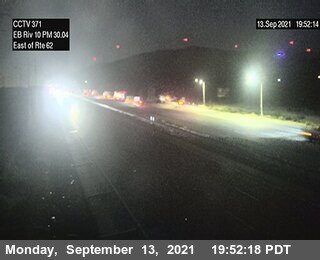 CCTV 371
EB Riv 10 PM 30.04
East of Rte 62
13.Sep 2021 19:52:14
Monday, September 13, 2021 19:52:18 PDT